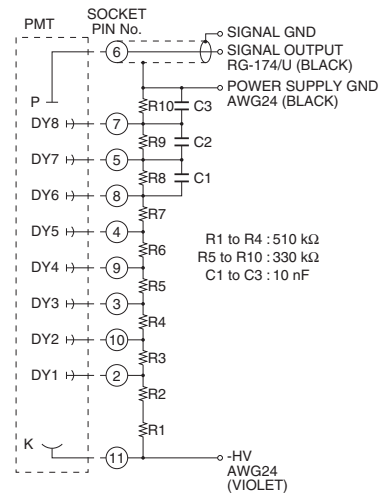 PMT
SOCKET
PIN No.
SIGNAL GND
6
SIGNAL OUTPUT
RG-174/U (BLACK)
POWER SUPPLY GND
AWG24 (BLACK)
P
R10
C3
DY8
7
R9
C2
DY7
5
R8
C1
DY6
8
R7
DY5
4
R6
R1 to R4 : 510 kΩ
R5 to R10 : 330 kΩ
C1 to C3 : 10 nF
DY4
9
R5
DY3
3
R4
DY2
10
R3
DY1
2
R2
R1
K
11
-HV
AWG24
(VIOLET)